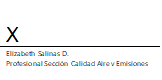 X
Elizabeth Salinas D.
Profesional Sección Calidad Aire y Emisiones